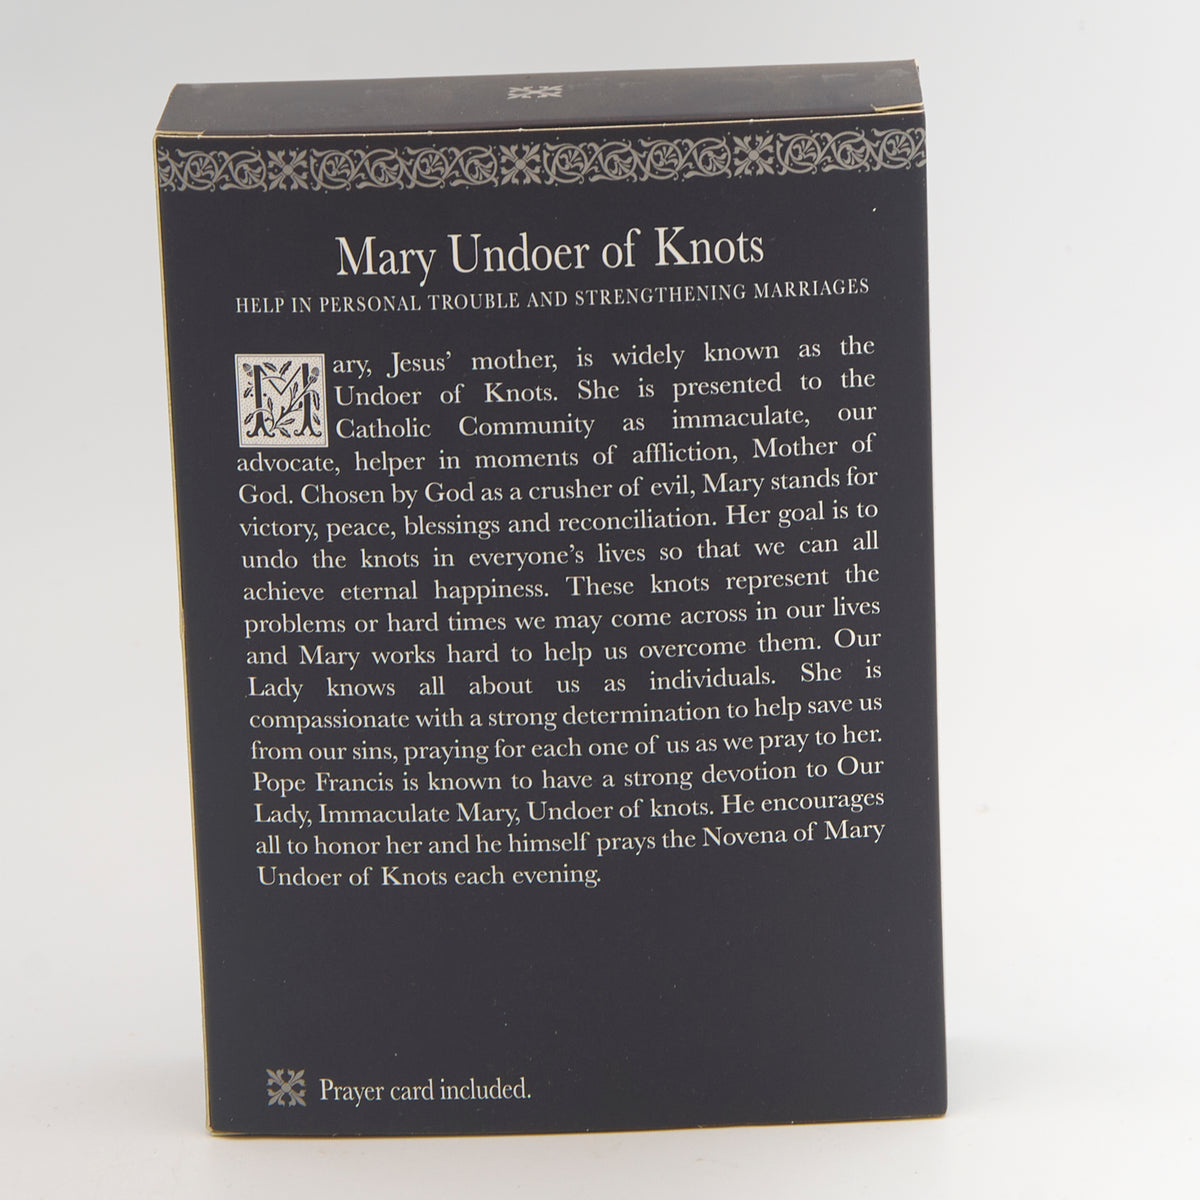 Mary Undoer of Knots
HELP IN PERSONAL TROUBLE AND STRENGTHENING MARRIAGES
Mary, Jesus' mother, is widely known as the
Undoer of Knots. She is presented to the
Catholic Community as immaculate, our
advocate, helper in moments of affliction, Mother of
God. Chosen by God as a crusher of evil, Mary stands for
victory, peace, blessings and reconciliation. Her goal is to
undo the knots in everyone's lives so that we can all
achieve eternal happiness. These knots represent the
problems or hard times we may come across in our lives
and Mary works hard to help us overcome them. Our
Lady knows all about us as individuals. She is
compassionate with a strong determination to help save us
from our sins, praying for each one of us as we pray to her.
Pope Francis is known to have a strong devotion to Our
Lady, Immaculate Mary, Undoer of knots. He encourages
all to honor her and he himself prays the Novena of Mary
Undoer of Knots each evening.
Prayer card included.